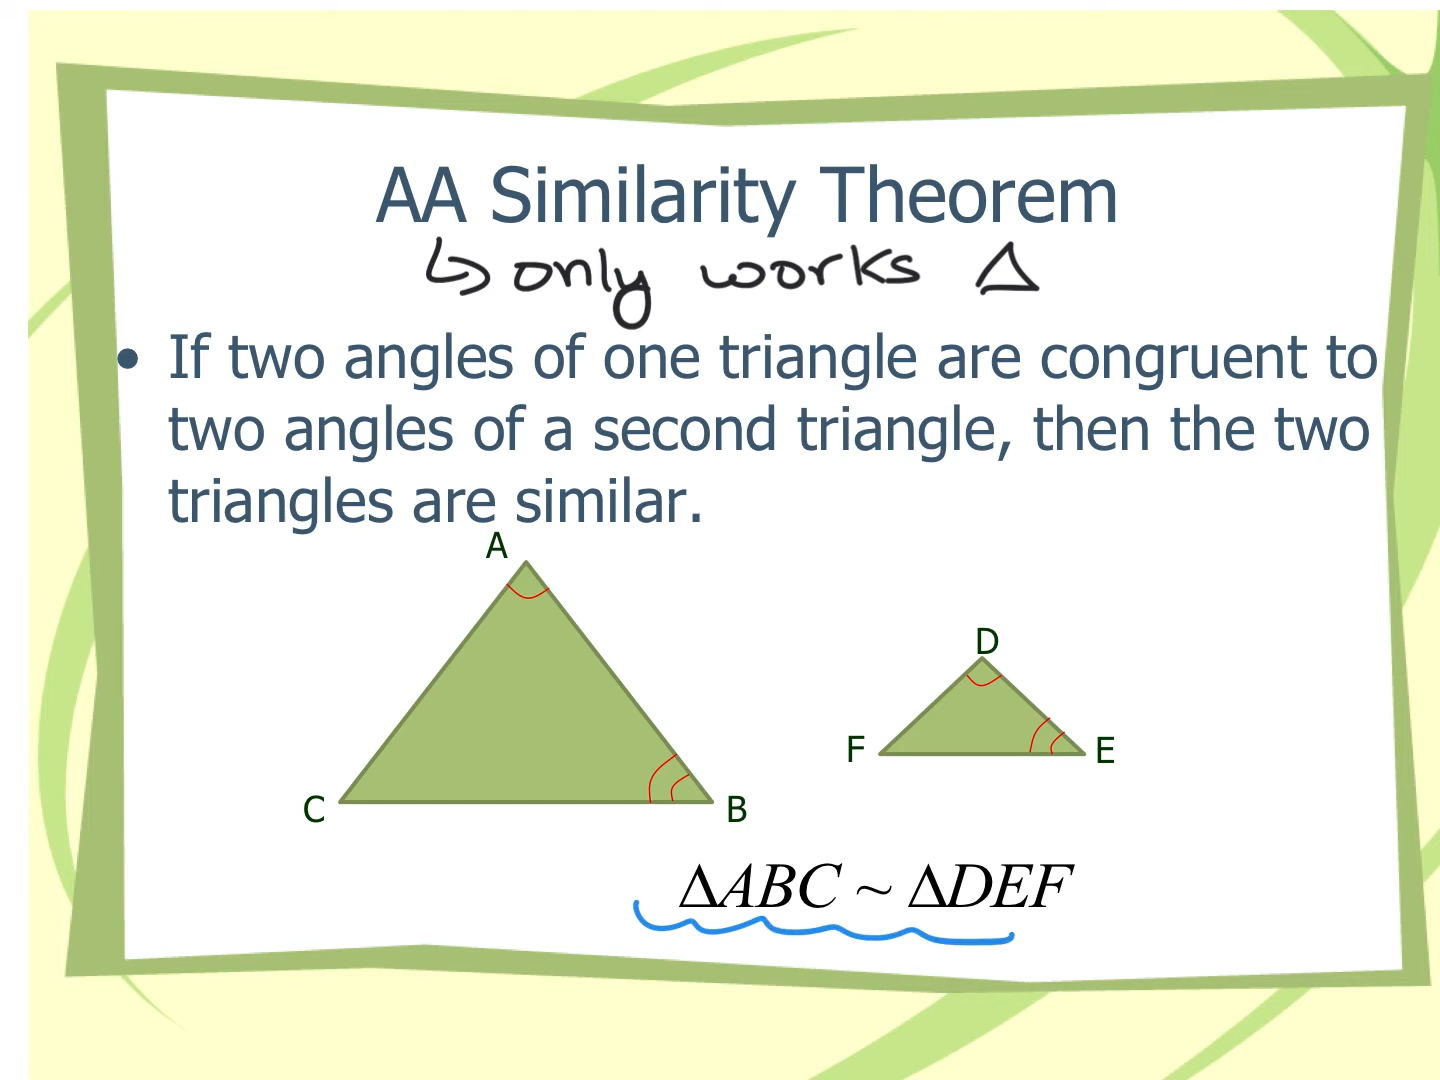 AA Similarity Theorem
↳ only works △
• If two angles of one triangle are congruent to
two angles of a second triangle, then the two
triangles are similar.
A
D
F
E
C
B
ΔABC ~ ΔDEF